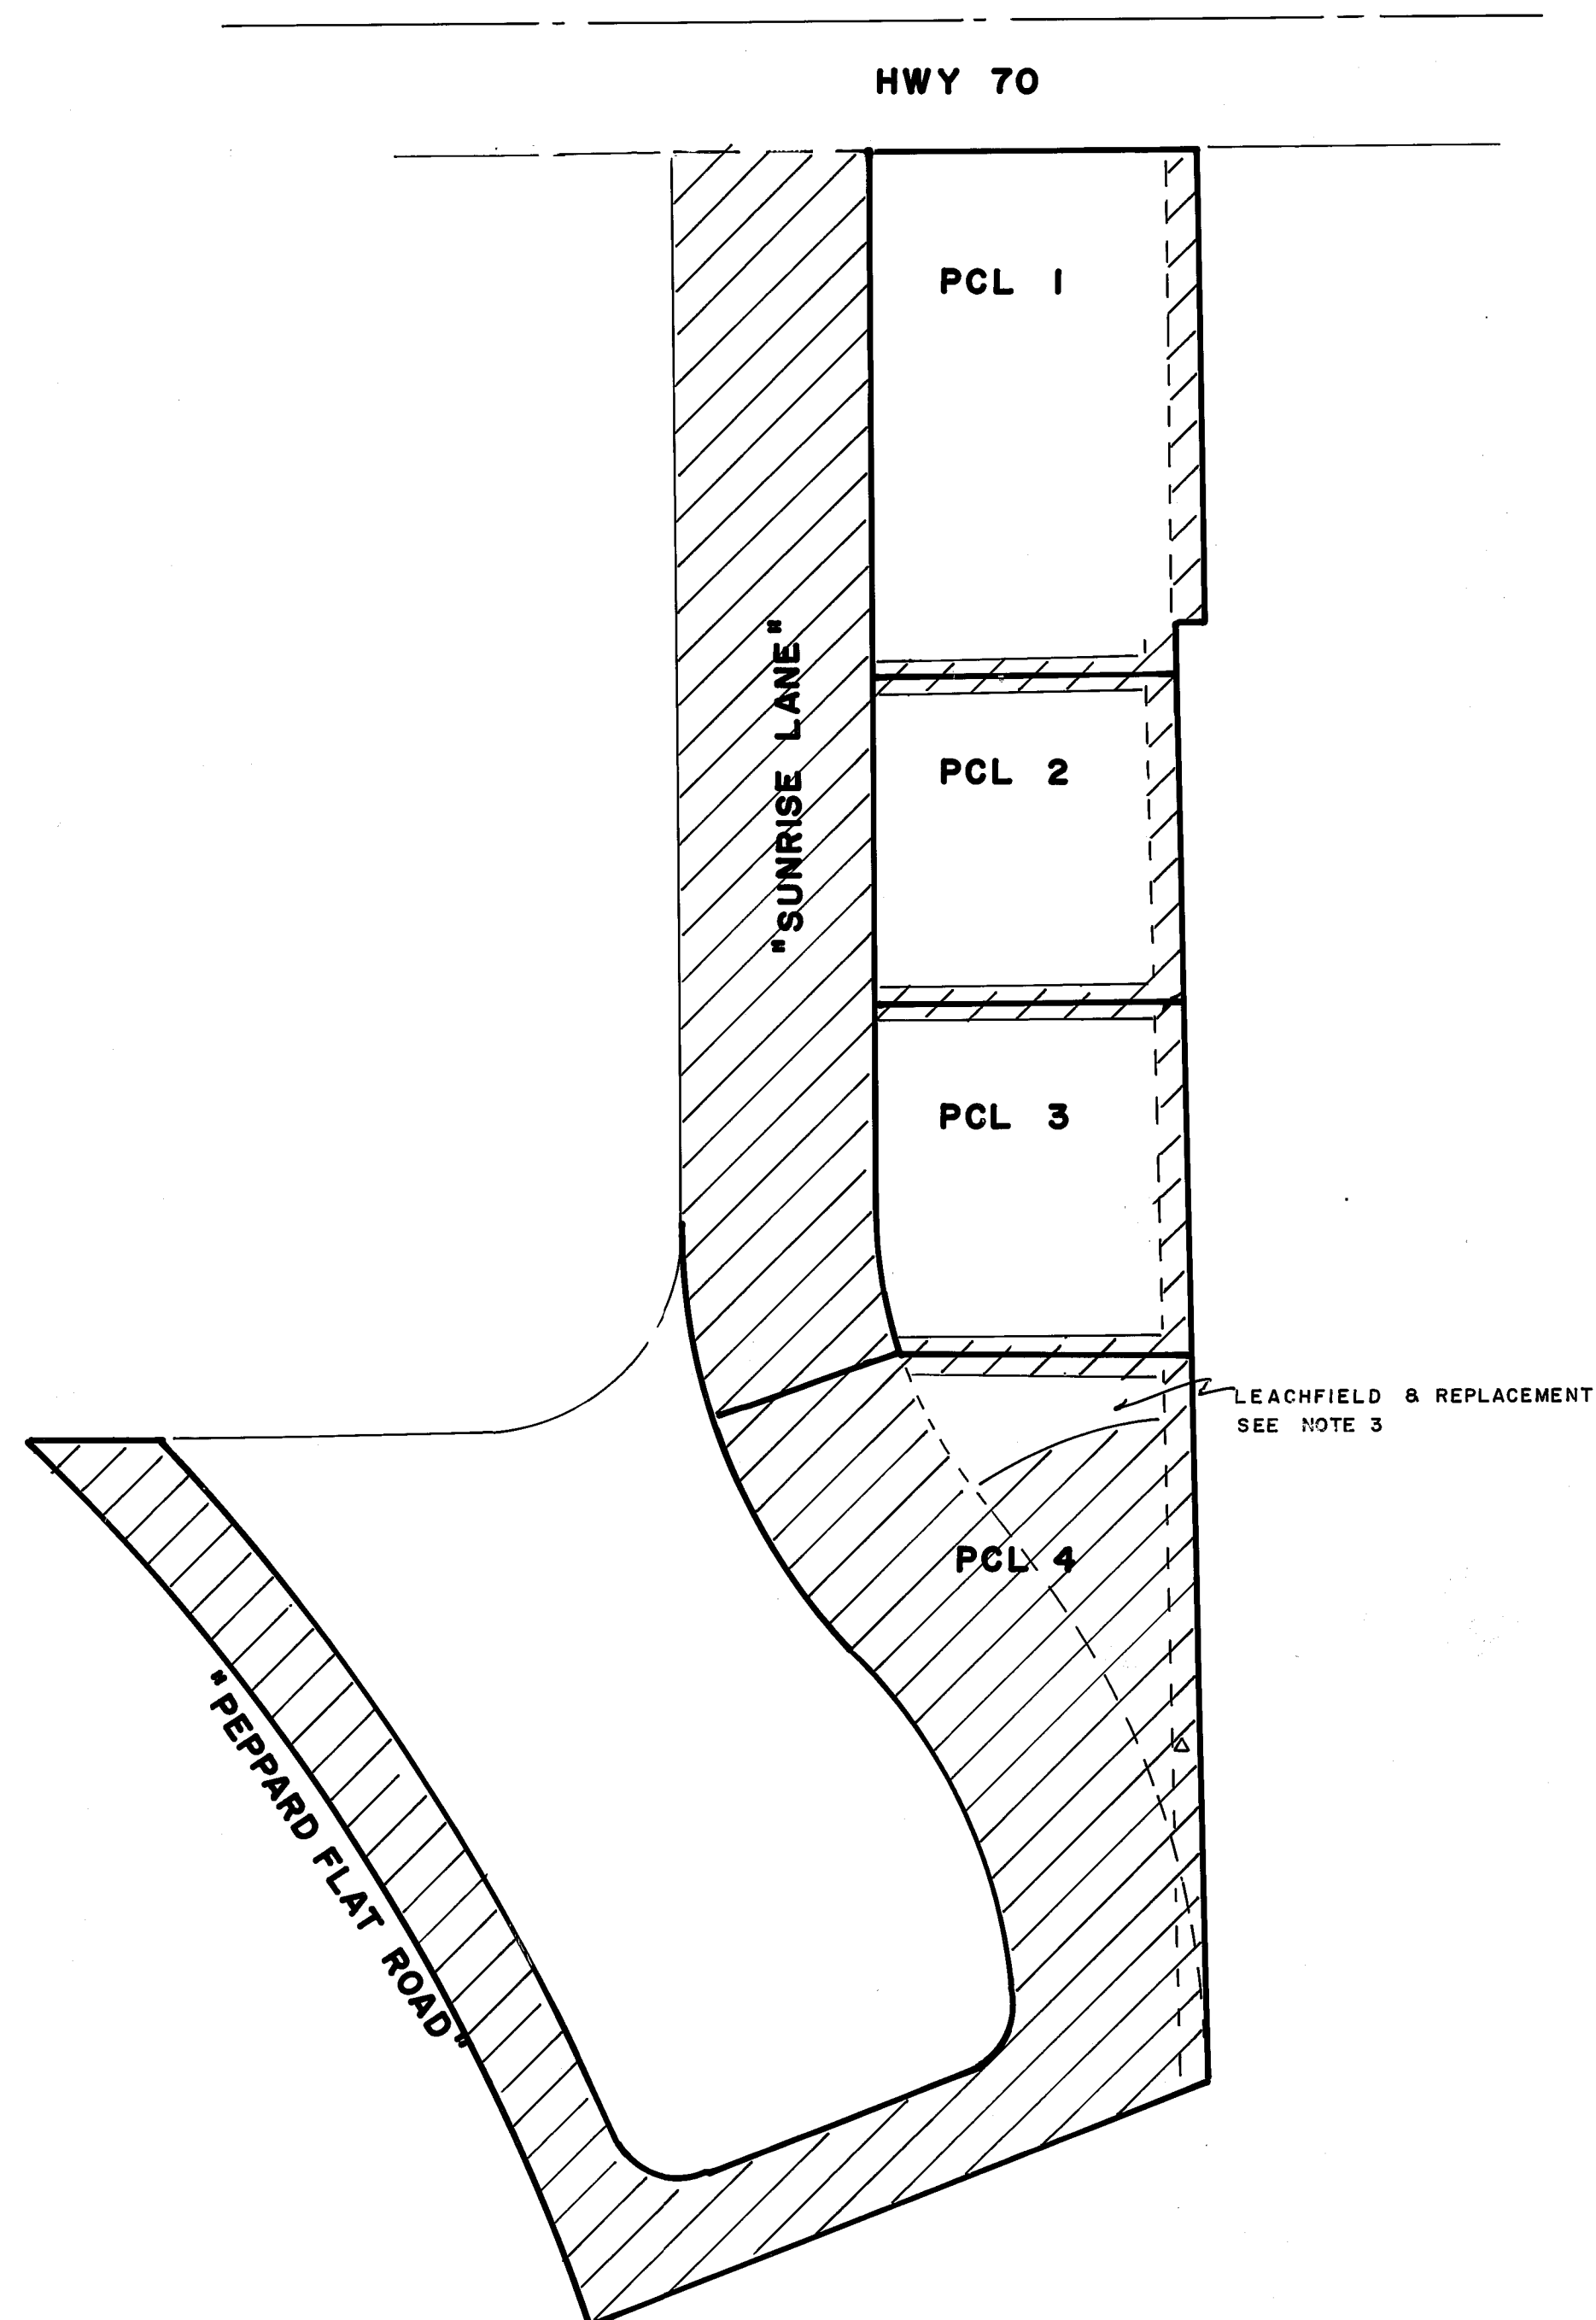 HWY 70
PCL 1
"SUNRISE LANE"
PCL 2
PCL 3
LEACHFIELD & REPLACEMENT
SEE NOTE 3
PCL 4
"PEPPARD FLAT ROAD"